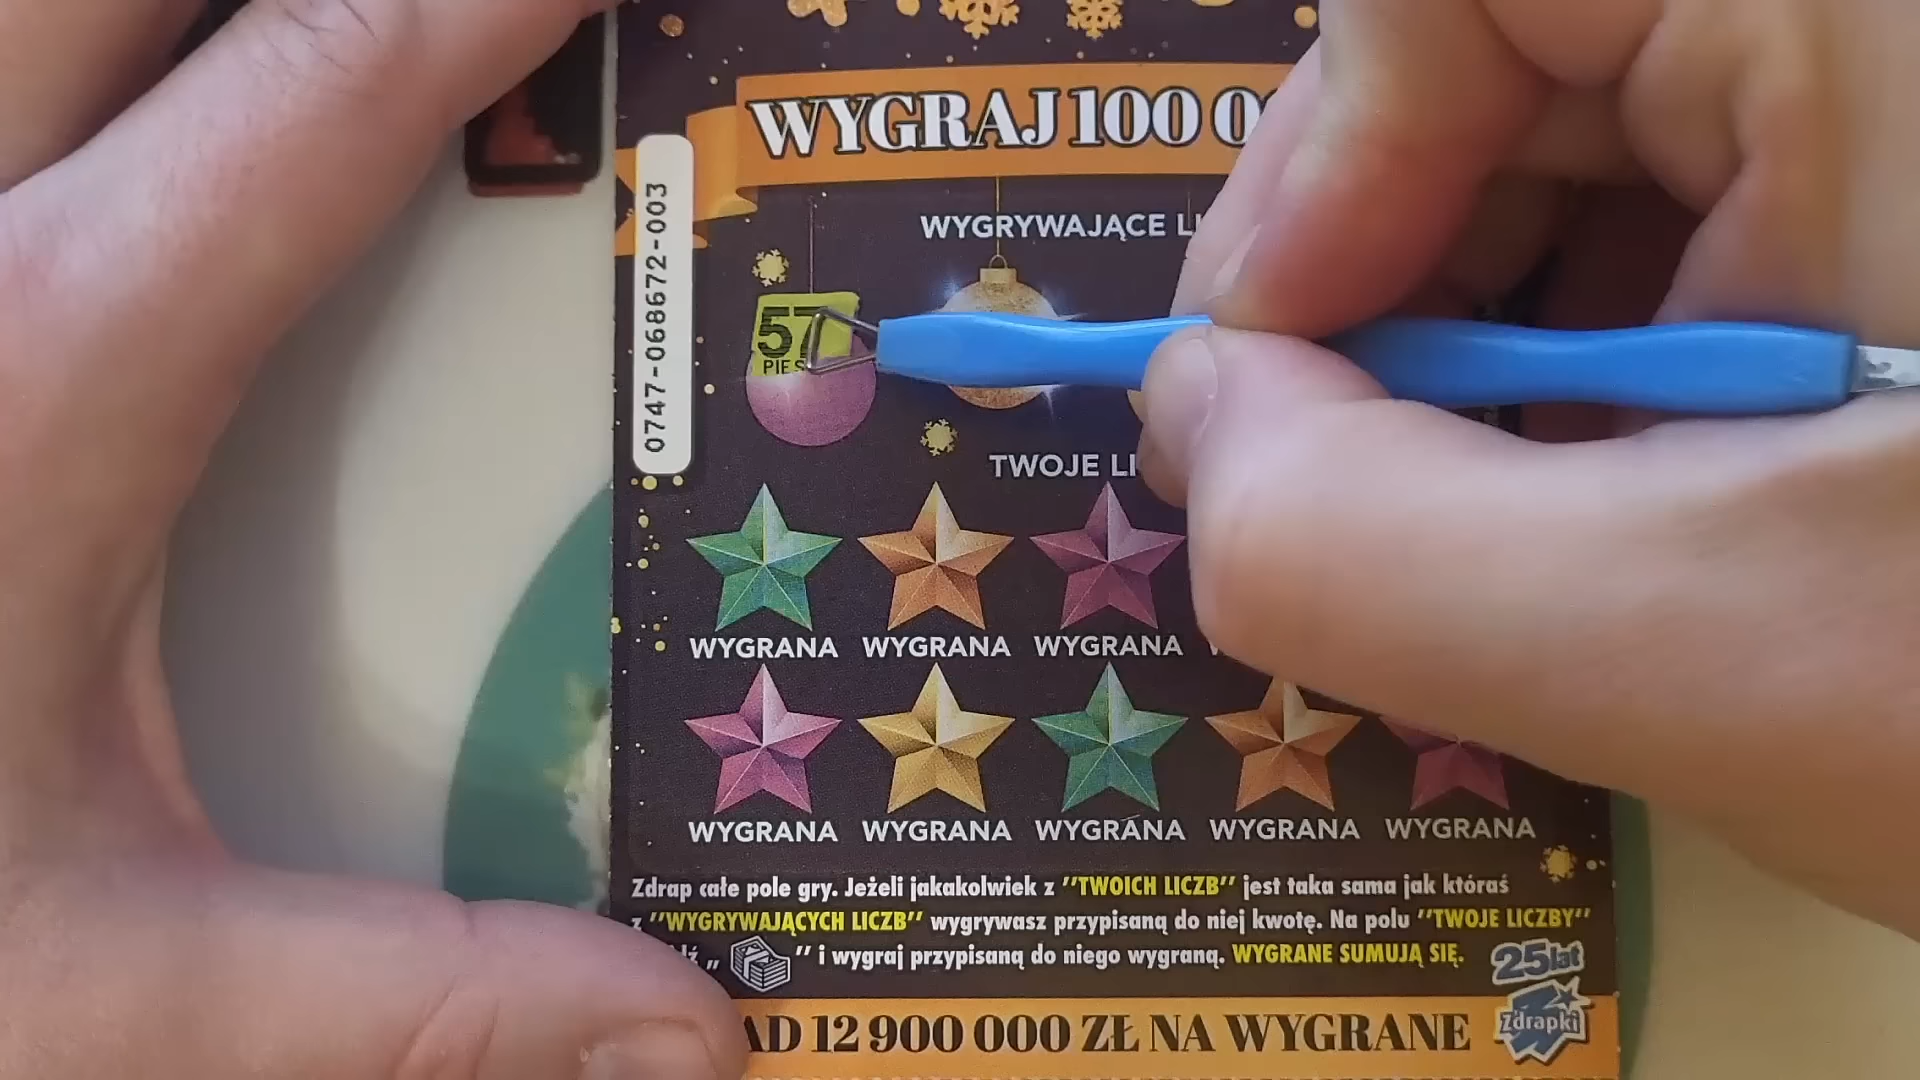 WYGRAJ 100 0
0747-068672-003
WYGRYWAJĄCE
57
TWOJE
WYGRANA WYGRANA WYGRANA
WYGRANA WYGRANA WYGRANA WYGRANA WYGRANA
Zdrap całe pole gry. Jeżeli jakakolwiek z "TWOICH LICZB" jest taka sama jak któraś
z "WYGRYWAJĄCYCH LICZB" wygrywasz przypisaną do niej kwotę. Na polu "TWOJE LICZBY"
„ " i wygraj przypisaną do niego wygraną. WYGRANE SUMUJĄ SIĘ.
25 lat
Zdrapki
12 900 000 ZŁ NA WYGRANE